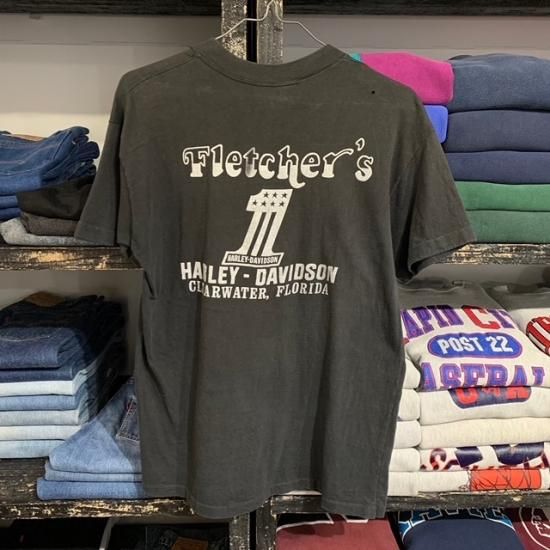 Fletcher's
1
HARLEY-DAVIDSON
HARLEY - DAVIDSON
CLEARWATER, FLORIDA
POST 22